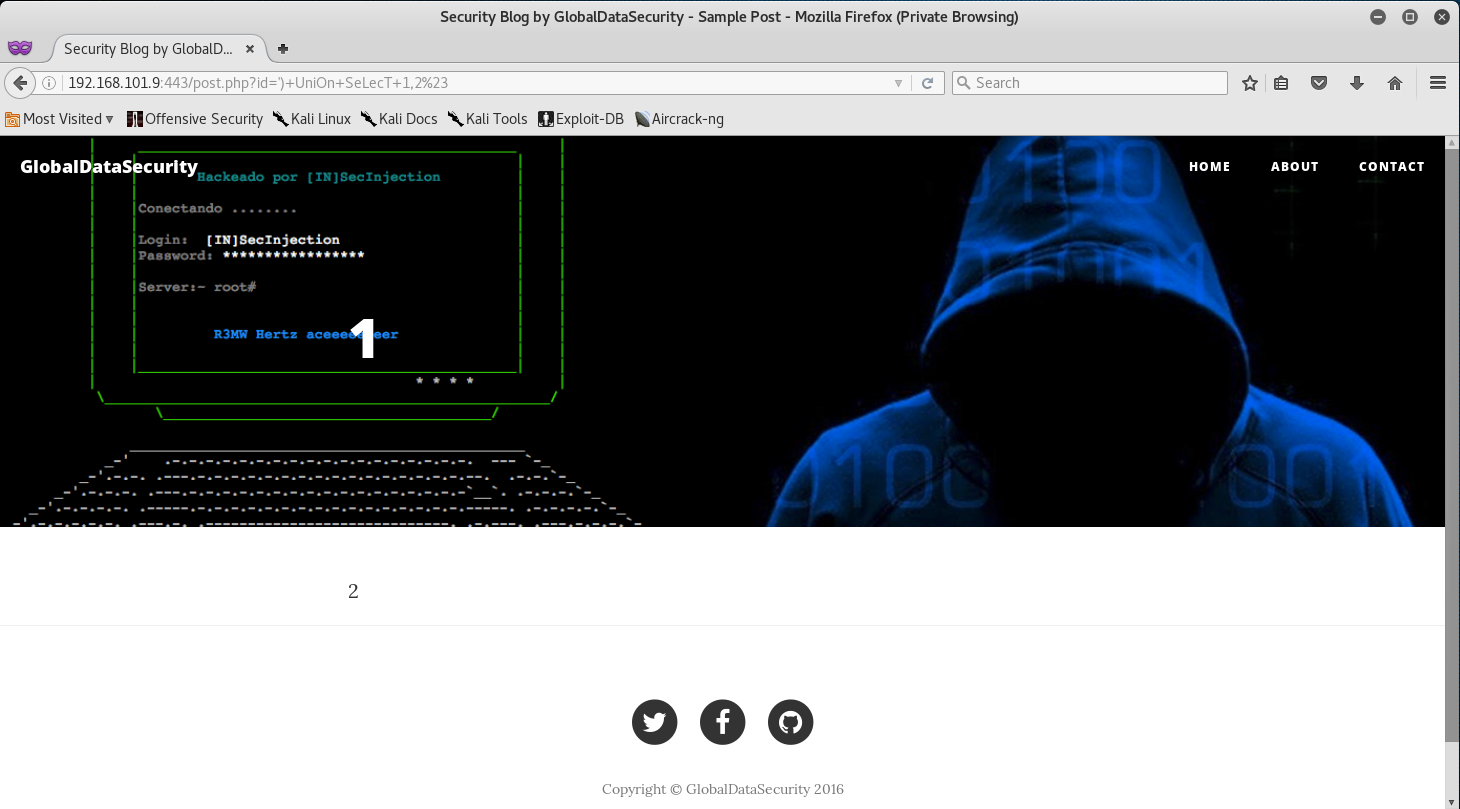 Security Blog by GlobalDataSecurity - Sample Post - Mozilla Firefox (Private Browsing)
Security Blog by GlobalD...
192.168.101.9:443/post.php?id=')+UniOn+SeLecT+1,2%23
Search
Most Visited
Offensive Security
Kali Linux
Kali Docs
Kali Tools
Exploit-DB
Aircrack-ng
GlobalDataSecurity
HOME
ABOUT
CONTACT
Hackeado por [IN]SecInjection
Conectando ........
Login: [IN]SecInjection
Password: *****************
Server:~ root#
R3MW Hertz
1
* * * *
2
Copyright © GlobalDataSecurity 2016